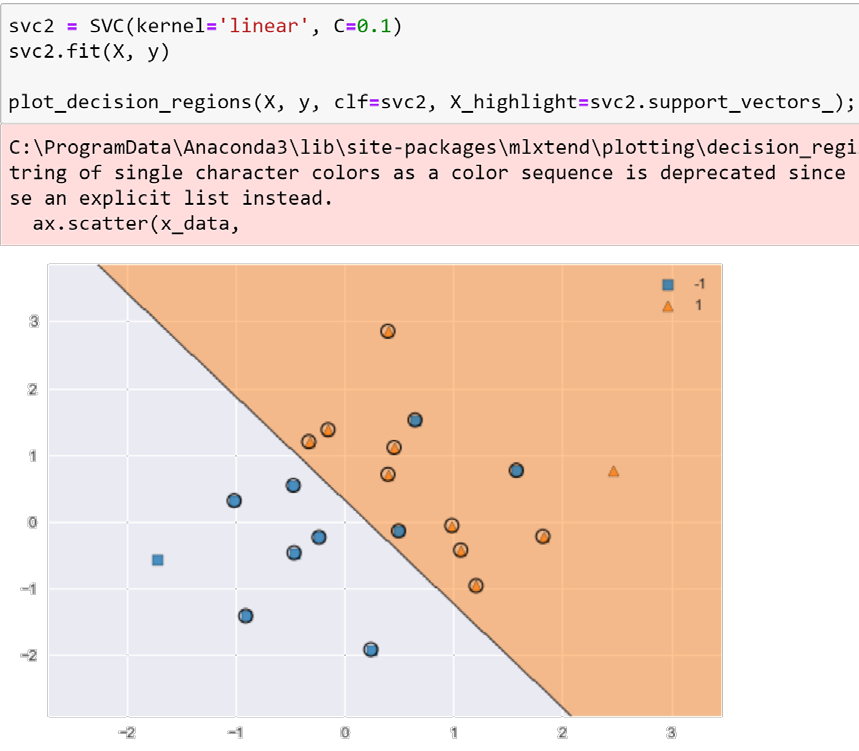 svc2 = SVC(kernel='linear', C=0.1)
svc2.fit(X, y)
plot_decision_regions(X, y, clf=svc2, X_highlight=svc2.support_vectors_);
C:\ProgramData\Anaconda3\lib\site-packages\mlxtend\plotting\decision_regi
tring of single character colors as a color sequence is deprecated since
se an explicit list instead.
ax.scatter(x_data,
-1
1
3
2
1
0
−1
−2
−2 −1 0 1 2 3